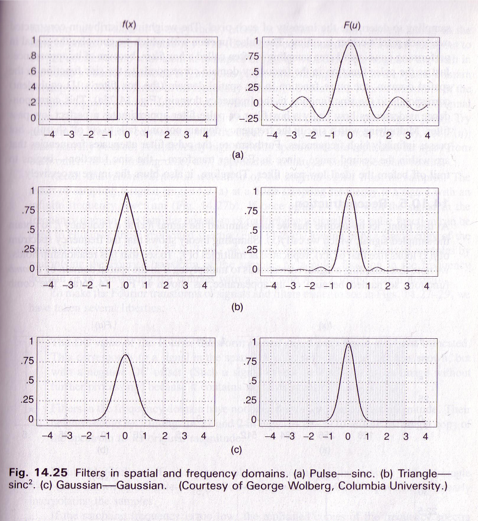 f(x) F(u)
1 1
.8 .75
.6 .5
.4 .25
.2 0
0 -.25
-4 -3 -2 -1 0 1 2 3 4 -4 -3 -2 -1 0 1 2 3 4
(a)
1 1
.75 .75
.5 .5
.25 .25
0 0
-4 -3 -2 -1 0 1 2 3 4 -4 -3 -2 -1 0 1 2 3 4
(b)
1 1
.75 .75
.5 .5
.25 .25
0 0
-4 -3 -2 -1 0 1 2 3 4 -4 -3 -2 -1 0 1 2 3 4
(c)
Fig. 14.25 Filters in spatial and frequency domains. (a) Pulse—sinc. (b) Triangle—
sinc². (c) Gaussian—Gaussian. (Courtesy of George Wolberg, Columbia University.)